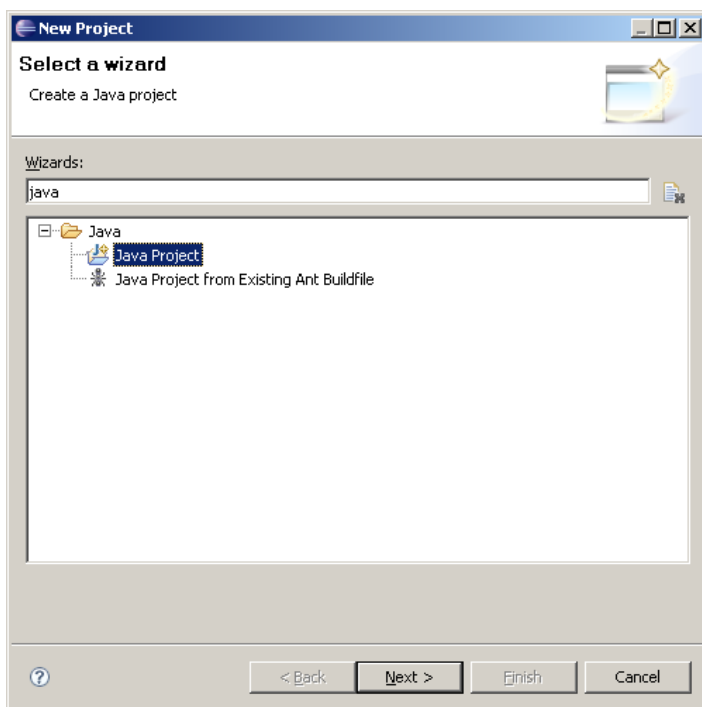 New Project
Select a wizard
Create a Java project
Wizards:
java
Java
Java Project
Java Project from Existing Ant Buildfile
< Back Next > Finish Cancel